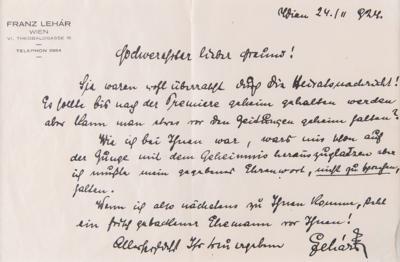 FRANZ LEHÁR
WIEN
VI. THEOBALDGASSE 16
TELEPHON 2964
Wien 24./II 924.
Hochverehrter lieber Freund!
Sie waren wohl überrascht durch die Heiratsnachricht!
Es sollte bis nach der Premiere geheim gehalten werden
aber kann man etwas vor den Zeitungen geheim halten?
Wie ich bei Ihnen war, war's mir schon auf
der Zunge mit dem Geheimnis herauszuplatzen aber
ich mußte mein gegebenes Ehrenwort, nicht zu sprechen,
halten.
Wenn ich also nächstens zu Ihnen komme, steht
ein frisch gebackener Ehemann vor Ihnen!
Allerherzlichst Ihr treu ergebener
Lehár